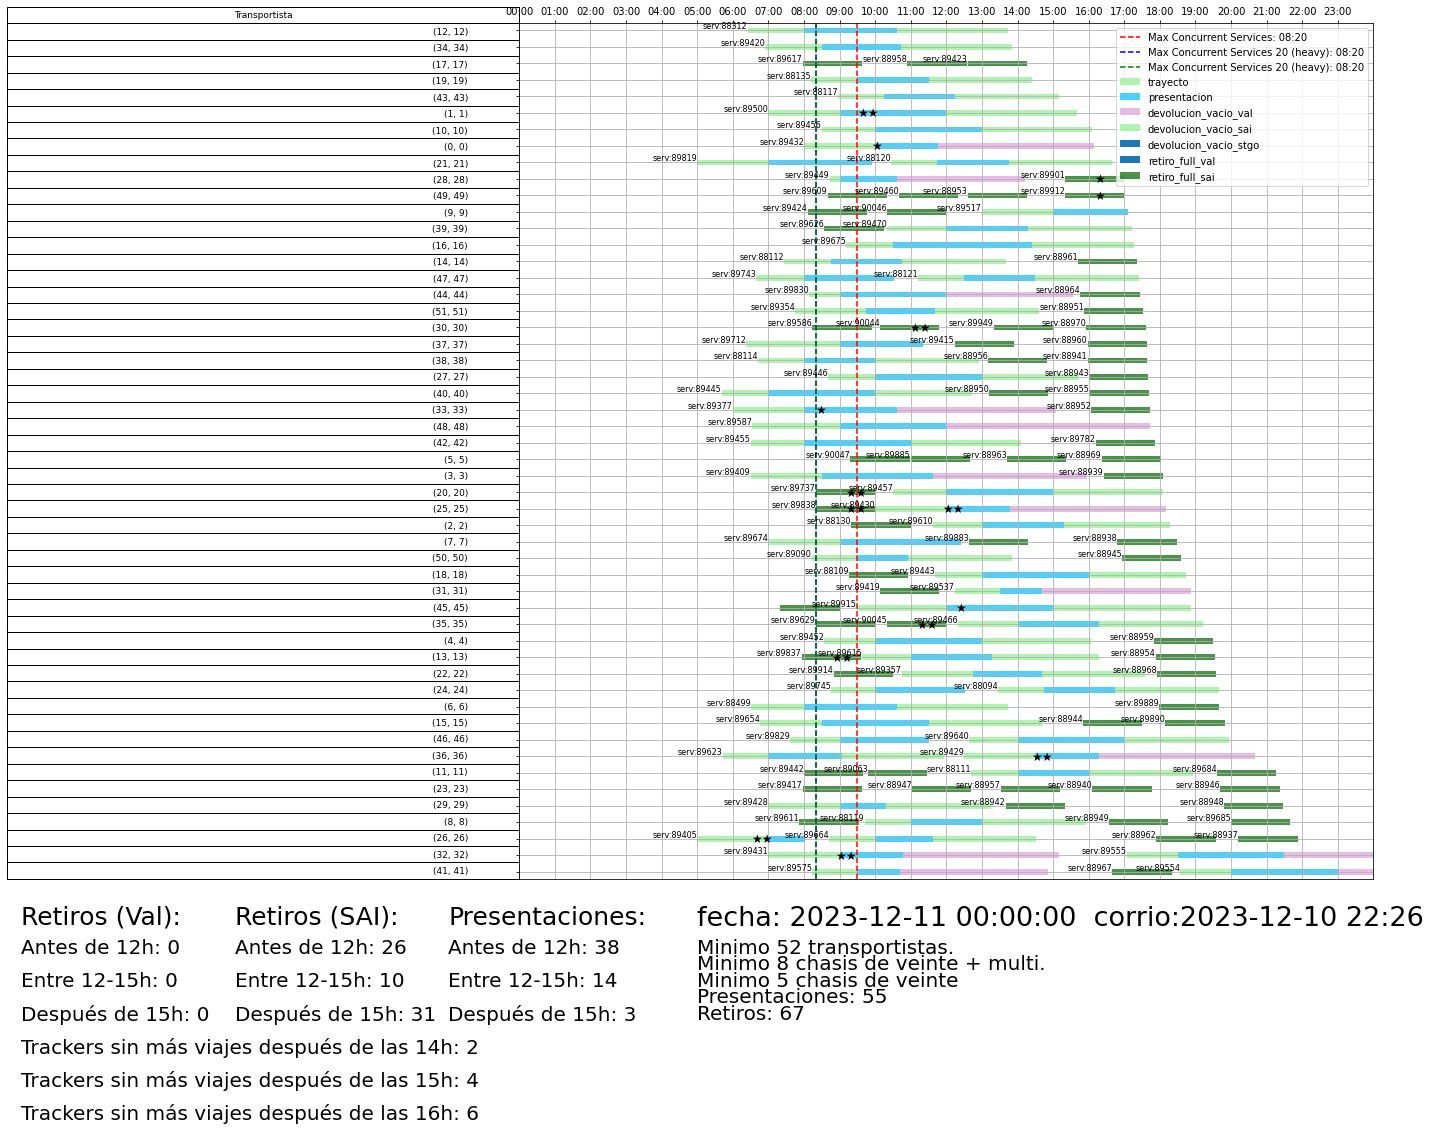 Transportista
00:00 01:00 02:00 03:00 04:00 05:00 06:00 07:00 08:00 09:00 10:00 11:00 12:00 13:00 14:00 15:00 16:00 17:00 18:00 19:00 20:00 21:00 22:00 23:00
Max Concurrent Services: 08:20
Max Concurrent Services 20 (heavy): 08:20
Max Concurrent Services 20 (heavy): 08:20
trayecto
presentacion
devolucion_vacio_val
devolucion_vacio_sai
devolucion_vacio_stgo
retiro_full_val
retiro_full_sai
(12, 12) serv:88312
(34, 34) serv:89420
(17, 17) serv:89617 serv:88958 serv:89423
(19, 19) serv:88135
(43, 43) serv:88117
(1, 1) serv:89500
(10, 10) serv:89456
(0, 0) serv:89432
(21, 21) serv:89819 serv:88120
(28, 28) serv:89449 serv:89901
(49, 49) serv:89609 serv:89460 serv:88953 serv:89912
(9, 9) serv:89424 serv:90046 serv:89517
(39, 39) serv:89626 serv:89470
(16, 16) serv:89675
(14, 14) serv:88112 serv:88961
(47, 47) serv:89743 serv:88121
(44, 44) serv:89830 serv:88964
(51, 51) serv:89354 serv:88951
(30, 30) serv:89586 serv:90044 serv:89949 serv:88970
(37, 37) serv:89712 serv:89415 serv:88960
(38, 38) serv:88114 serv:88956 serv:88941
(27, 27) serv:89446 serv:88943
(40, 40) serv:89445 serv:88950 serv:88955
(33, 33) serv:89377 serv:88952
(48, 48) serv:89587
(42, 42) serv:89455 serv:89782
(5, 5) serv:90047 serv:89885 serv:88963 serv:88969
(3, 3) serv:89409 serv:88939
(20, 20) serv:89737 serv:89457
(25, 25) serv:89838 serv:89430
(2, 2) serv:88130 serv:89610
(7, 7) serv:89674 serv:89883 serv:88938
(50, 50) serv:89090 serv:88945
(18, 18) serv:88109 serv:89443
(31, 31) serv:89419 serv:89537
(45, 45) serv:89915
(35, 35) serv:89629 serv:90045 serv:89466
(4, 4) serv:89452 serv:88959
(13, 13) serv:89837 serv:89616 serv:88954
(22, 22) serv:89914 serv:89357 serv:88968
(24, 24) serv:89745 serv:88094
(6, 6) serv:88499 serv:89889
(15, 15) serv:89654 serv:88944 serv:89890
(46, 46) serv:89829 serv:89640
(36, 36) serv:89623 serv:89429
(11, 11) serv:89442 serv:89063 serv:88111 serv:89684
(23, 23) serv:89417 serv:88947 serv:88957 serv:88940 serv:88946
(29, 29) serv:89428 serv:88942 serv:88948
(8, 8) serv:89611 serv:88119 serv:88949 serv:89685
(26, 26) serv:89405 serv:89664 serv:88962 serv:88937
(32, 32) serv:89431 serv:89555
(41, 41) serv:89575 serv:88967 serv:89554
Retiros (Val):
Antes de 12h: 0
Entre 12-15h: 0
Después de 15h: 0
Retiros (SAI):
Antes de 12h: 26
Entre 12-15h: 10
Después de 15h: 31
Presentaciones:
Antes de 12h: 38
Entre 12-15h: 14
Después de 15h: 3
fecha: 2023-12-11 00:00:00  corrio:2023-12-10 22:26
Minimo 52 transportistas.
Minimo 8 chasis de veinte + multi.
Minimo 5 chasis de veinte
Presentaciones: 55
Retiros: 67
Trackers sin más viajes después de las 14h: 2
Trackers sin más viajes después de las 15h: 4
Trackers sin más viajes después de las 16h: 6